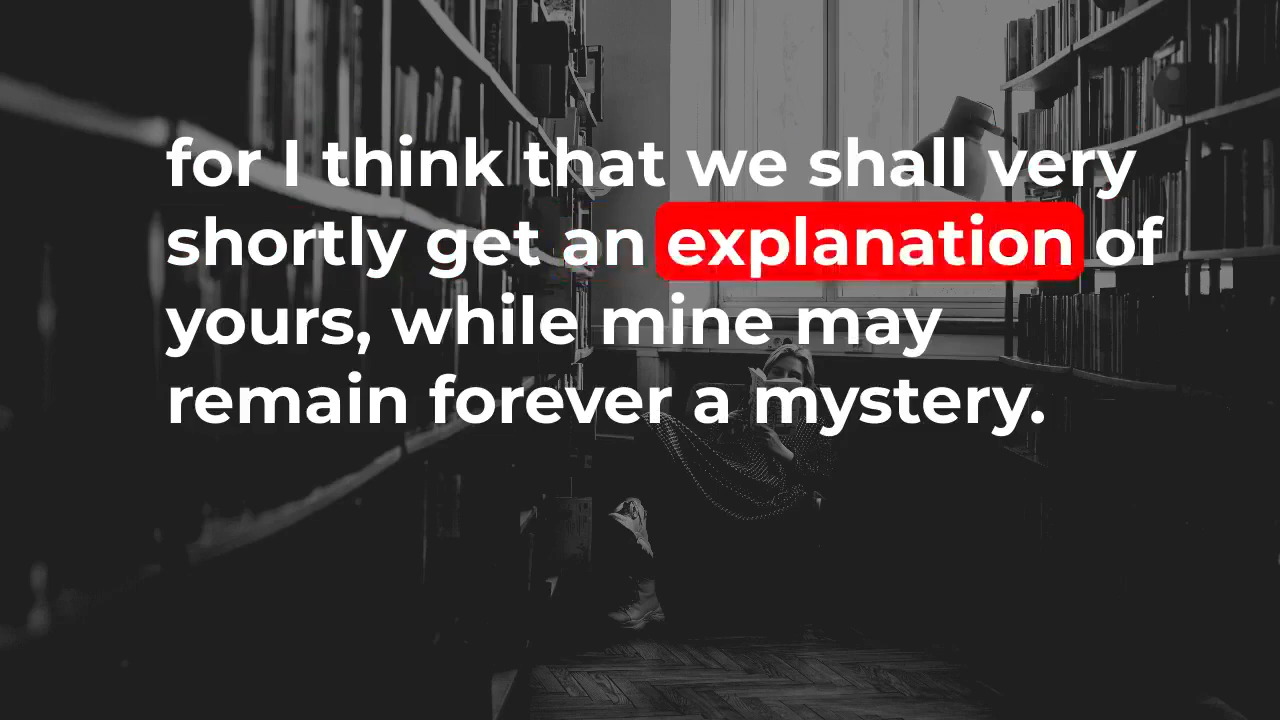 for I think that we shall very
shortly get an explanation of
yours, while mine may
remain forever a mystery.